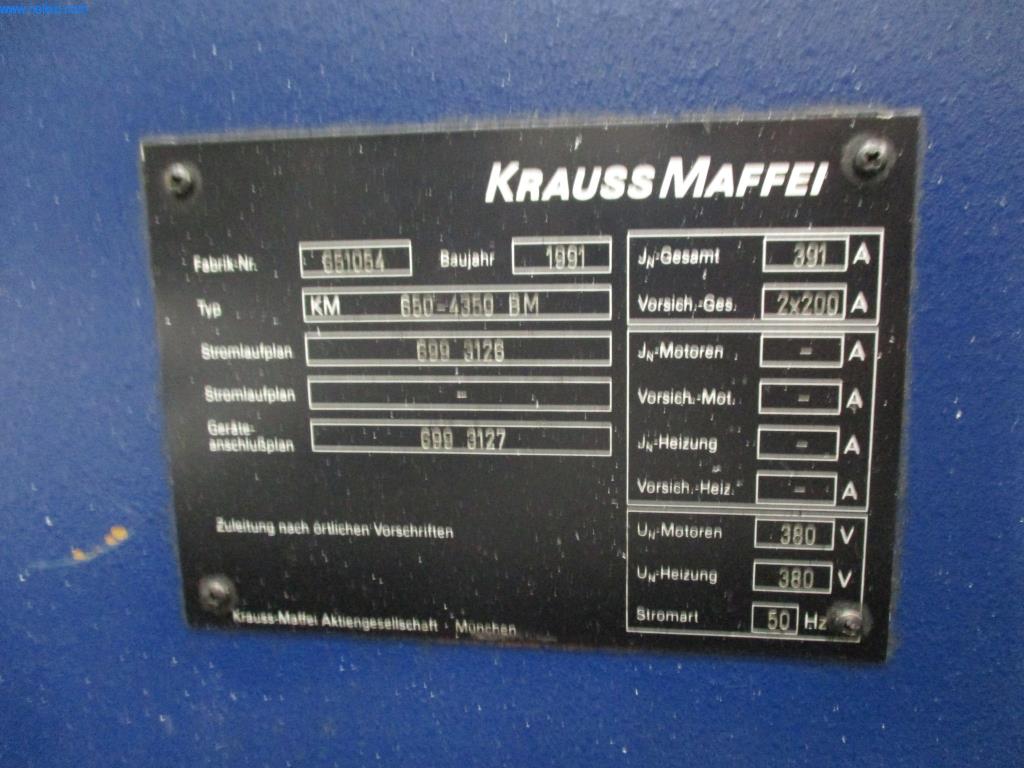 KRAUSS MAFFEI
Fabrik-Nr. 651054 Baujahr 1991
Typ KM 650-4350 BM
Stromlaufplan 699 3126
Stromlaufplan -
Geräte-
anschlußplan 699 3127
Zuleitung nach örtlichen Vorschriften
Krauss-Maffei Aktiengesellschaft · München
JN-Gesamt 391 A
Vorsich.-Ges. 2x200 A
JN-Motoren - A
Vorsich.-Mot. - A
JN-Heizung - A
Vorsich.-Heiz. - A
UN-Motoren 380 V
UN-Heizung 380 V
Stromart 50 Hz